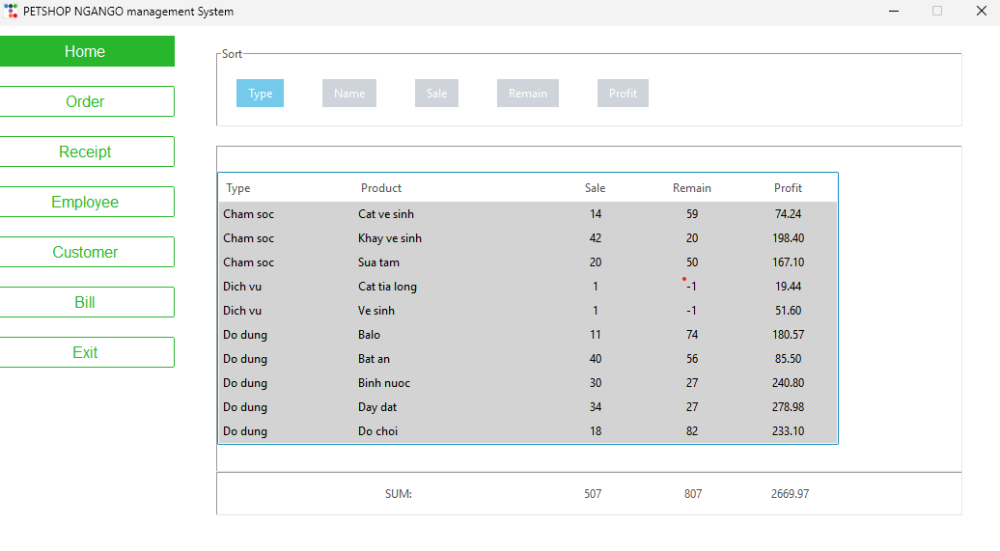 PETSHOP NGANGO management System
Home
Order
Receipt
Employee
Customer
Bill
Exit
Sort
Type Name Sale Remain Profit
Type Product Sale Remain Profit
Cham soc Cat ve sinh 14 59 74.24
Cham soc Khay ve sinh 42 20 198.40
Cham soc Sua tam 20 50 167.10
Dich vu Cat tia long 1 -1 19.44
Dich vu Ve sinh 1 -1 51.60
Do dung Balo 11 74 180.57
Do dung Bat an 40 56 85.50
Do dung Binh nuoc 30 27 240.80
Do dung Day dat 34 27 278.98
Do dung Do choi 18 82 233.10
SUM: 507 807 2669.97